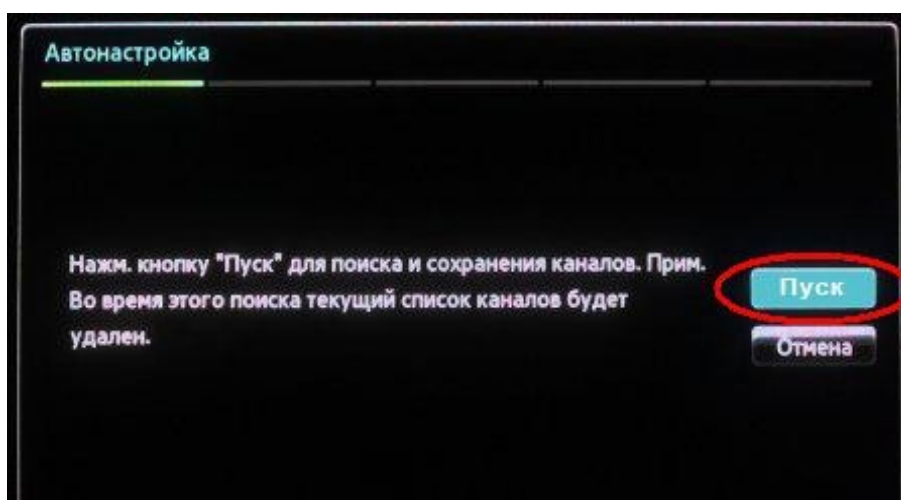 Автонастройка
Нажм. кнопку "Пуск" для поиска и сохранения каналов. Прим.
Во время этого поиска текущий список каналов будет
удален.
Пуск
Отмена